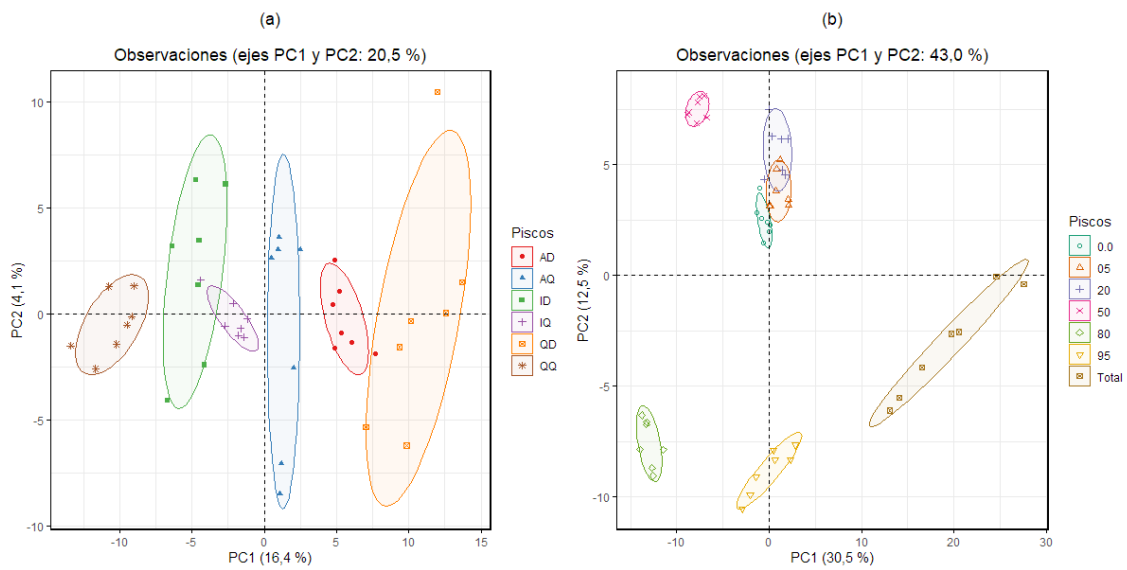 (a)
Observaciones (ejes PC1 y PC2: 20,5 %)
PC2 (4,1 %)
10
5
0
-5
-10
-10
-5
0
5
10
15
PC1 (16,4 %)
Piscos
AD
AQ
ID
IQ
QD
QQ
(b)
Observaciones (ejes PC1 y PC2: 43,0 %)
PC2 (12,5 %)
5
0
-5
-10
-10
0
10
20
30
PC1 (30,5 %)
Piscos
0.0
05
20
50
80
95
Total